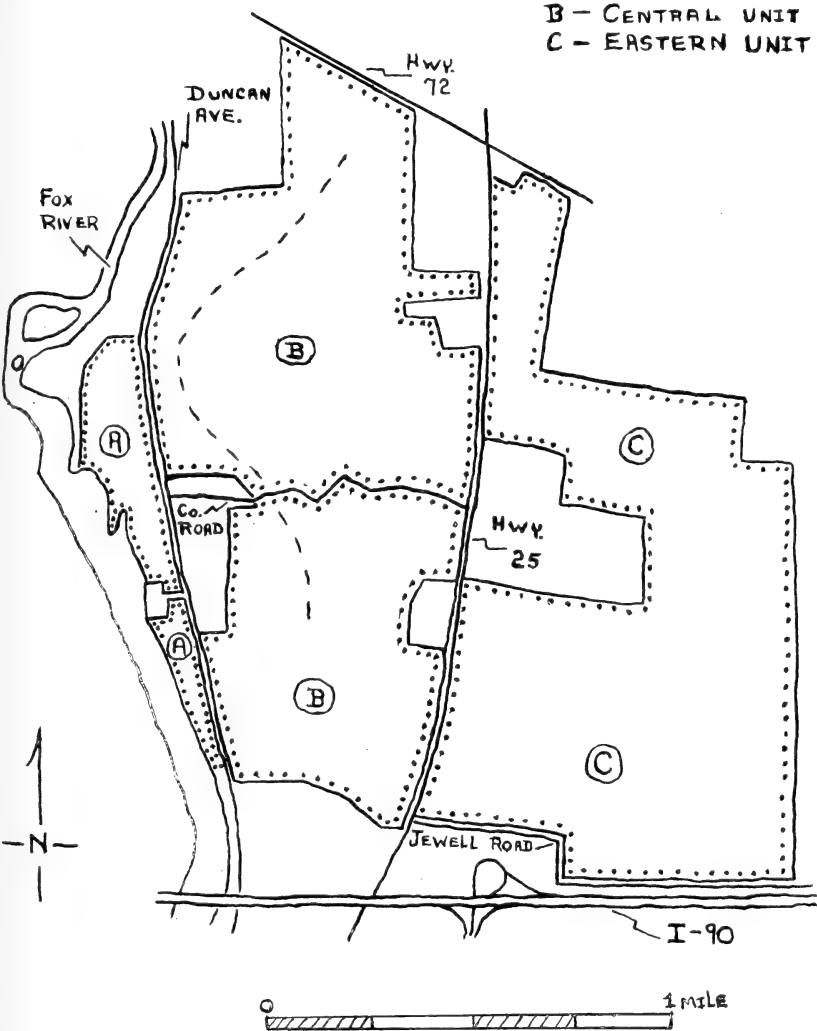 B - CENTRAL UNIT
C - EASTERN UNIT
HWY.
72
DUNCAN
AVE.
FOX
RIVER
B
A
C
CO.
ROAD
HWY.
25
A
B
C
-N-
JEWELL ROAD
I-90
0
1 MILE